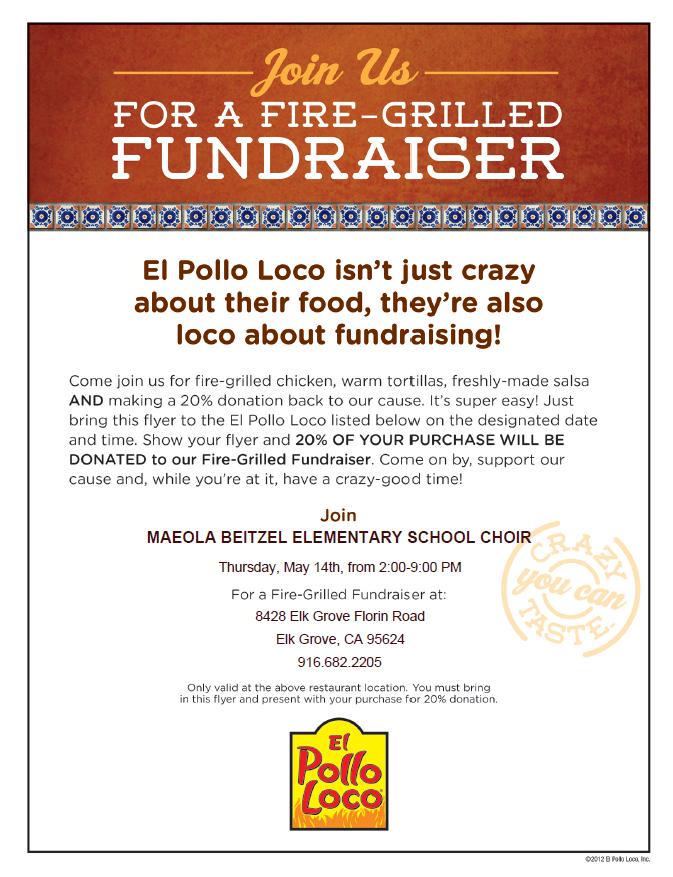 Join Us
FOR A FIRE-GRILLED
FUNDRAISER
El Pollo Loco isn't just crazy
about their food, they're also
loco about fundraising!
Come join us for fire-grilled chicken, warm tortillas, freshly-made salsa
AND making a 20% donation back to our cause. It's super easy! Just
bring this flyer to the El Pollo Loco listed below on the designated date
and time. Show your flyer and 20% OF YOUR PURCHASE WILL BE
DONATED to our Fire-Grilled Fundraiser. Come on by, support our
cause and, while you're at it, have a crazy-good time!
Join
MAEOLA BEITZEL ELEMENTARY SCHOOL CHOIR
Thursday, May 14th, from 2:00-9:00 PM
For a Fire-Grilled Fundraiser at:
8428 Elk Grove Florin Road
Elk Grove, CA 95624
916.682.2205
CRAZY
you can
TASTE.™
Only valid at the above restaurant location. You must bring
in this flyer and present with your purchase for 20% donation.
El
Pollo
Loco®
©2012 El Pollo Loco, Inc.